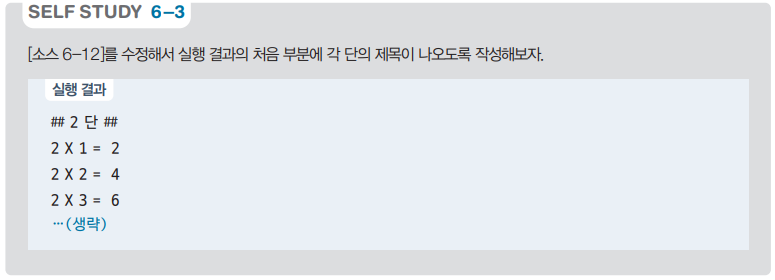 SELF STUDY 6-3
[소스 6-12]를 수정해서 실행 결과의 처음 부분에 각 단의 제목이 나오도록 작성해보자.
실행 결과
## 2 단 ##
2 X 1 = 2
2 X 2 = 4
2 X 3 = 6
…(생략)